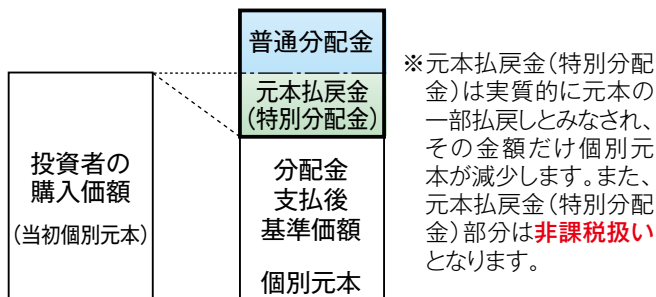 投資者の
購入価額
(当初個別元本)
普通分配金
元本払戻金
(特別分配金)
分配金
支払後
基準価額
個別元本
※元本払戻金(特別分配
金)は実質的に元本の
一部払戻しとみなされ、
その金額だけ個別元
本が減少します。また、
元本払戻金(特別分配
金)部分は非課税扱い
となります。